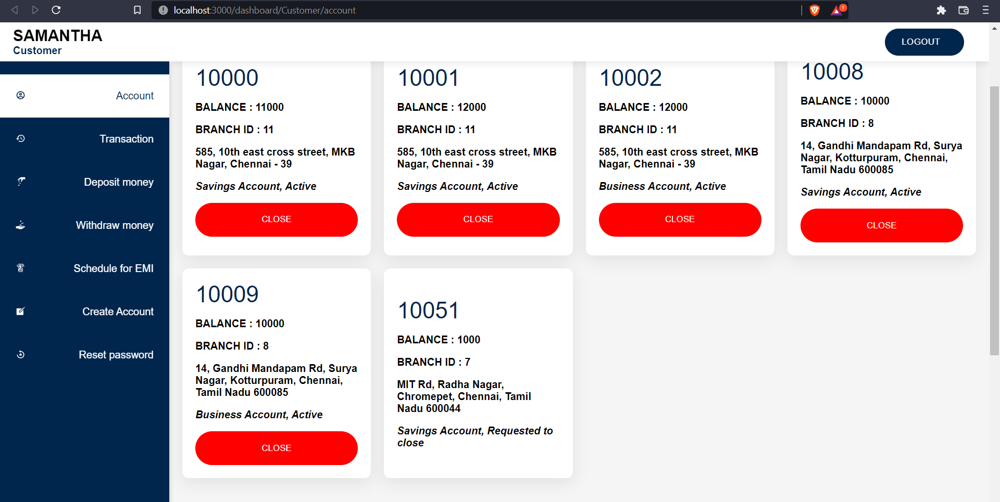 localhost:3000/dashboard/Customer/account
1
SAMANTHA
Customer
LOGOUT
Account
Transaction
Deposit money
Withdraw money
Schedule for EMI
Create Account
Reset password
10000
BALANCE : 11000
BRANCH ID : 11
585, 10th east cross street, MKB
Nagar, Chennai - 39
Savings Account, Active
CLOSE
10001
BALANCE : 12000
BRANCH ID : 11
585, 10th east cross street, MKB
Nagar, Chennai - 39
Savings Account, Active
CLOSE
10002
BALANCE : 12000
BRANCH ID : 11
585, 10th east cross street, MKB
Nagar, Chennai - 39
Business Account, Active
CLOSE
10008
BALANCE : 10000
BRANCH ID : 8
14, Gandhi Mandapam Rd, Surya
Nagar, Kotturpuram, Chennai,
Tamil Nadu 600085
Savings Account, Active
CLOSE
10009
BALANCE : 10000
BRANCH ID : 8
14, Gandhi Mandapam Rd, Surya
Nagar, Kotturpuram, Chennai,
Tamil Nadu 600085
Business Account, Active
CLOSE
10051
BALANCE : 1000
BRANCH ID : 7
MIT Rd, Radha Nagar,
Chromepet, Chennai, Tamil
Nadu 600044
Savings Account, Requested to
close